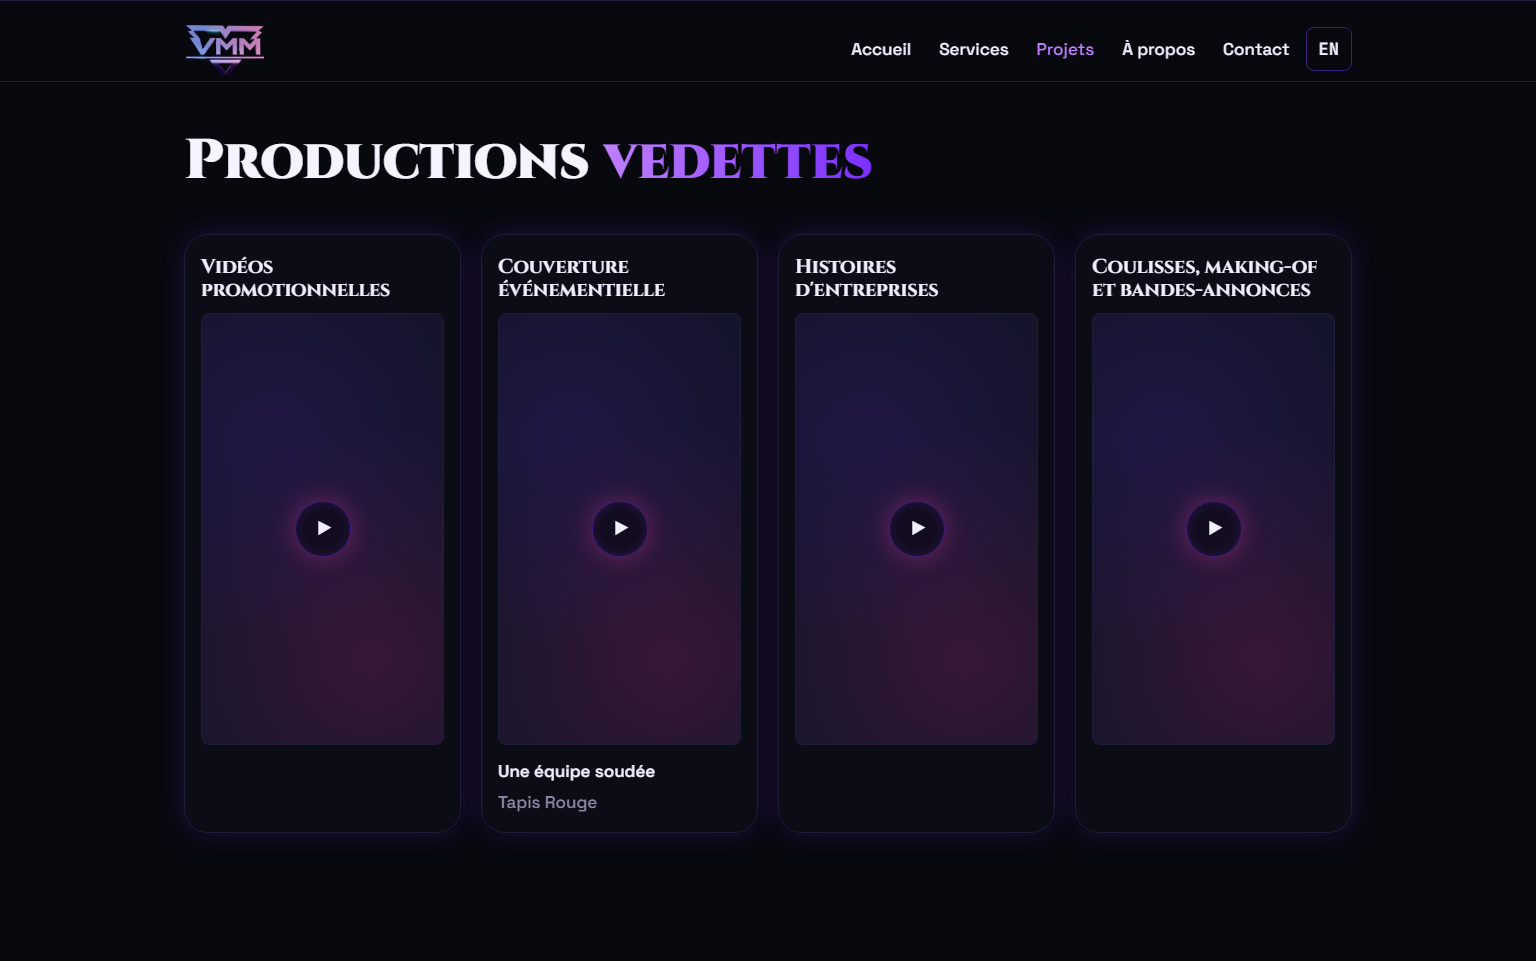 VMM
Accueil Services Projets À propos Contact EN
Productions vedettes
Vidéos
promotionnelles
Couverture
événementielle
Histoires
d'entreprises
Coulisses, making-of
et bandes-annonces
Une équipe soudée
Tapis Rouge